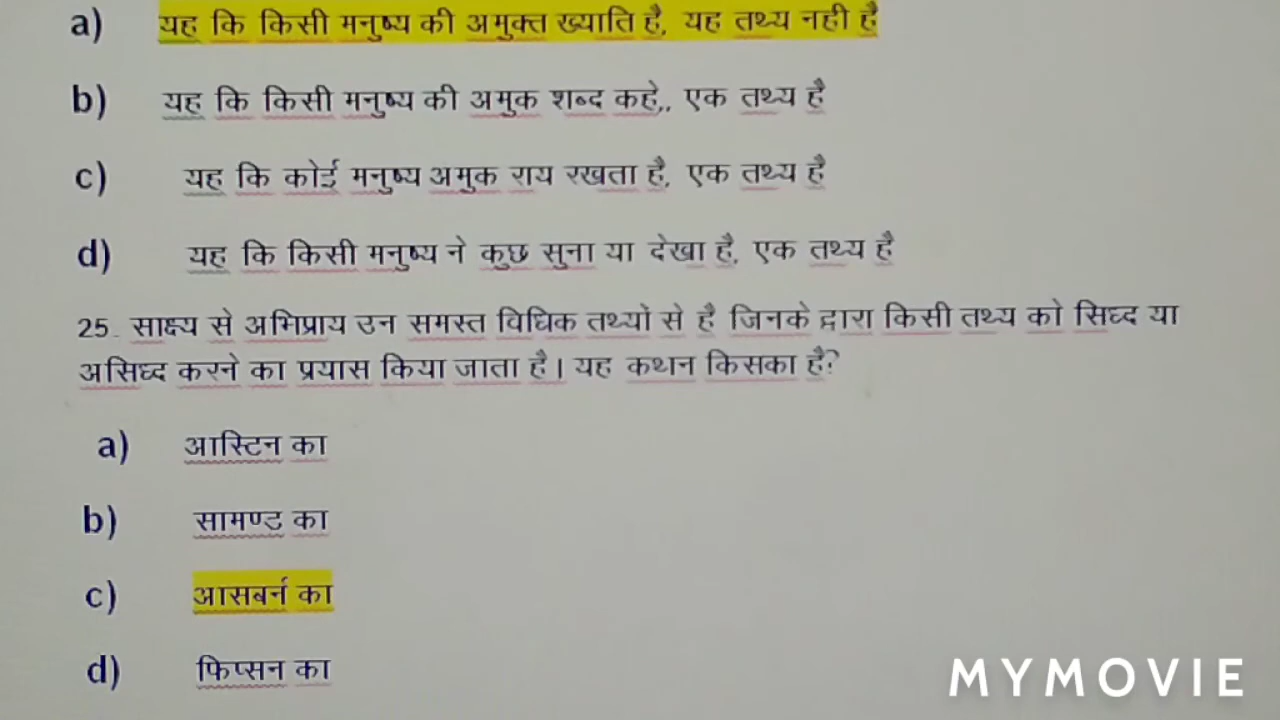 a) यह कि किसी मनुष्य की अमुक्त ख्याति है, यह तथ्य नही है
b) यह कि किसी मनुष्य की अमुक शब्द कहे,, एक तथ्य है
c) यह कि कोई मनुष्य अमुक राय रखता है, एक तथ्य है
d) यह कि किसी मनुष्य ने कुछ सुना या देखा है, एक तथ्य है
25. साक्ष्य से अभिप्राय उन समस्त विधिक तथ्यों से है जिनके द्वारा किसी तथ्य को सिघ्द या
असिघ्द करने का प्रयास किया जाता है। यह कथन किसका है?
a) आस्टिन का
b) सामण्ड का
c) आसबर्न का
d) फिप्सन का
MYMOVIE